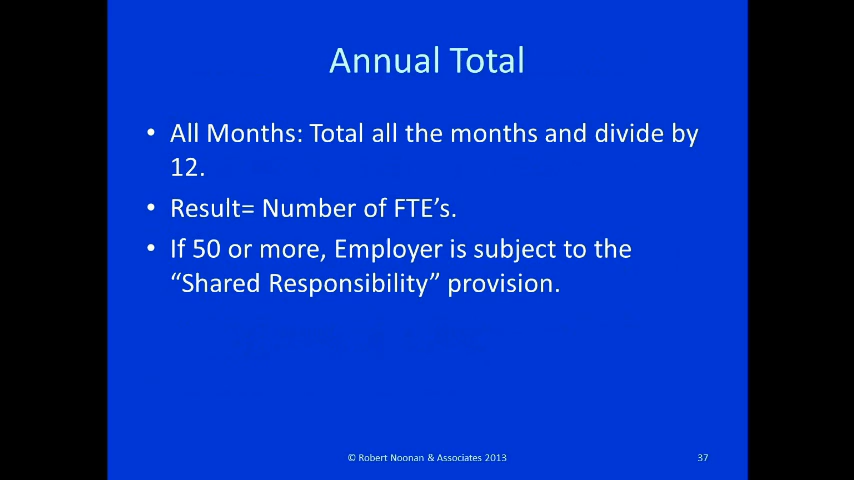 Annual Total
• All Months: Total all the months and divide by
12.
• Result= Number of FTE’s.
• If 50 or more, Employer is subject to the
“Shared Responsibility” provision.
© Robert Noonan & Associates 2013
37